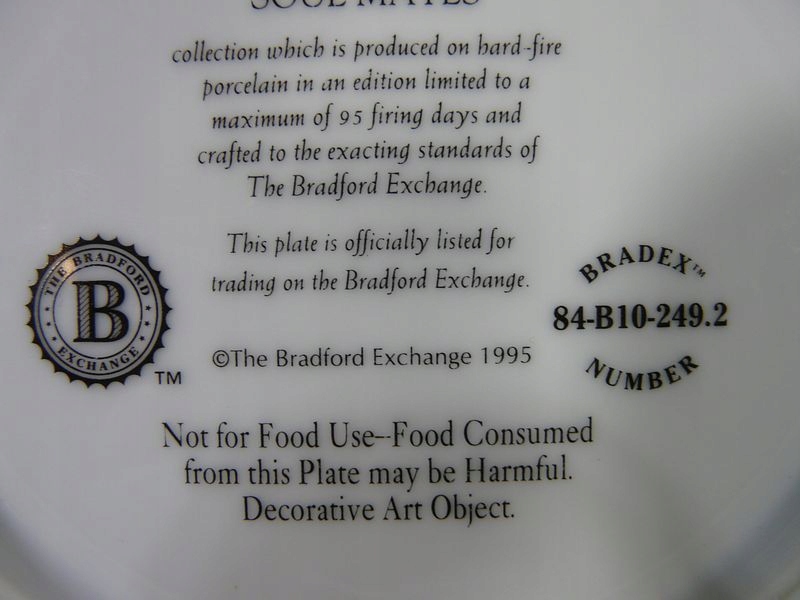 SOUL MATES
collection which is produced on hard-fire
porcelain in an edition limited to a
maximum of 95 firing days and
crafted to the exacting standards of
The Bradford Exchange.
This plate is officially listed for
trading on the Bradford Exchange.
THE BRADFORD
B
EXCHANGE
TM
©The Bradford Exchange 1995
BRADEX™
84-B10-249.2
NUMBER
Not for Food Use--Food Consumed
from this Plate may be Harmful.
Decorative Art Object.